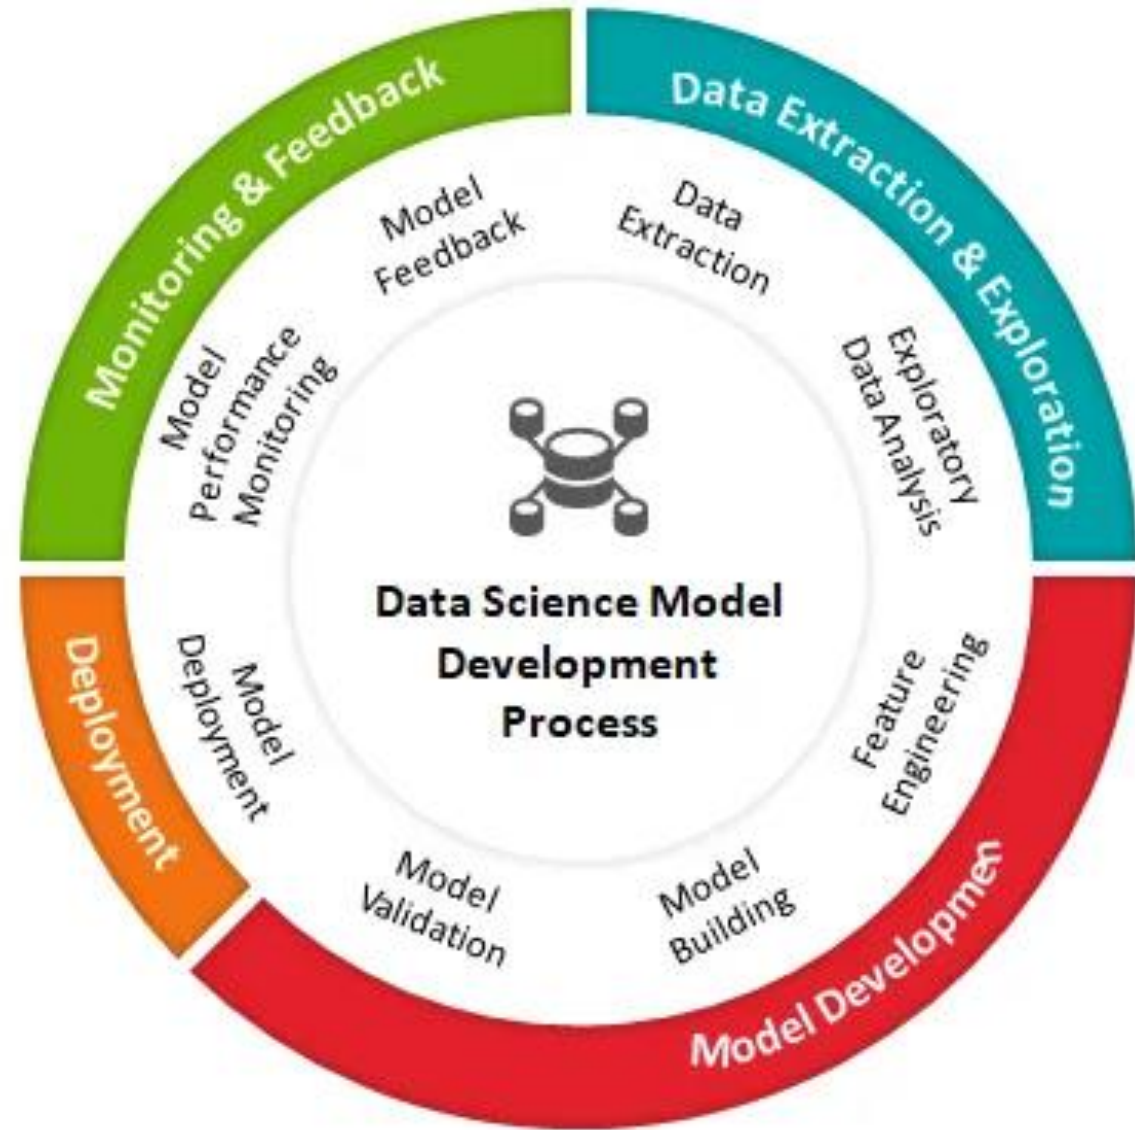 Data Extraction & Exploration
Data
Extraction
Exploratory
Data Analysis
Model Developmen
Feature
Engineering
Model
Building
Model
Validation
Deployment
Model
Deployment
Monitoring & Feedback
Model
Performance
Monitoring
Model
Feedback
Data Science Model
Development
Process